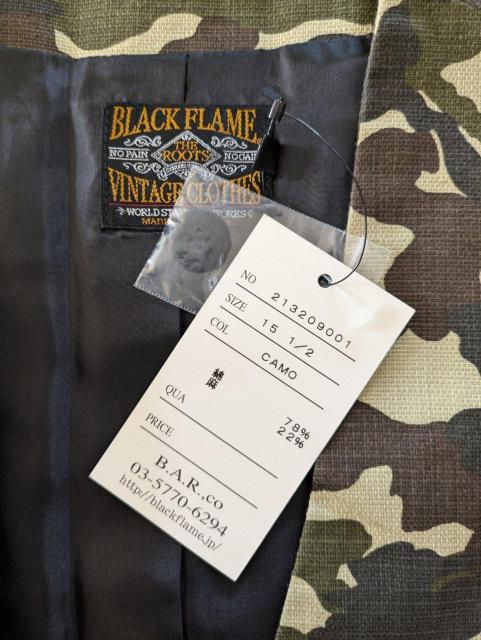 BLACK FLAME
THE
NO PAIN ROOTS NO GAIN
VINTAGE CLOTHES
WORLD WORKS
MADE
NO 213209001
SIZE 15 1/2
COL CAMO
麻
QUA 78%
22%
PRICE
B.A.R.,co
03-5770-6294
http://blackflame.jp/